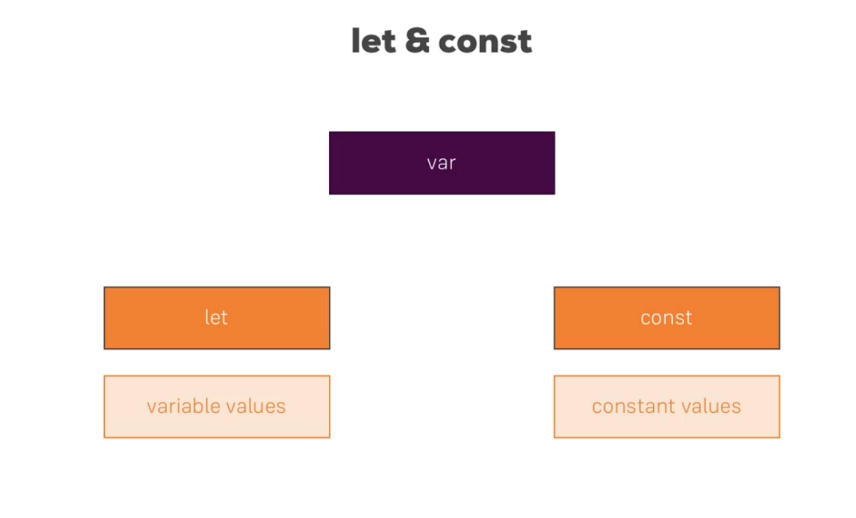 let & const
var
let
const
variable values
constant values